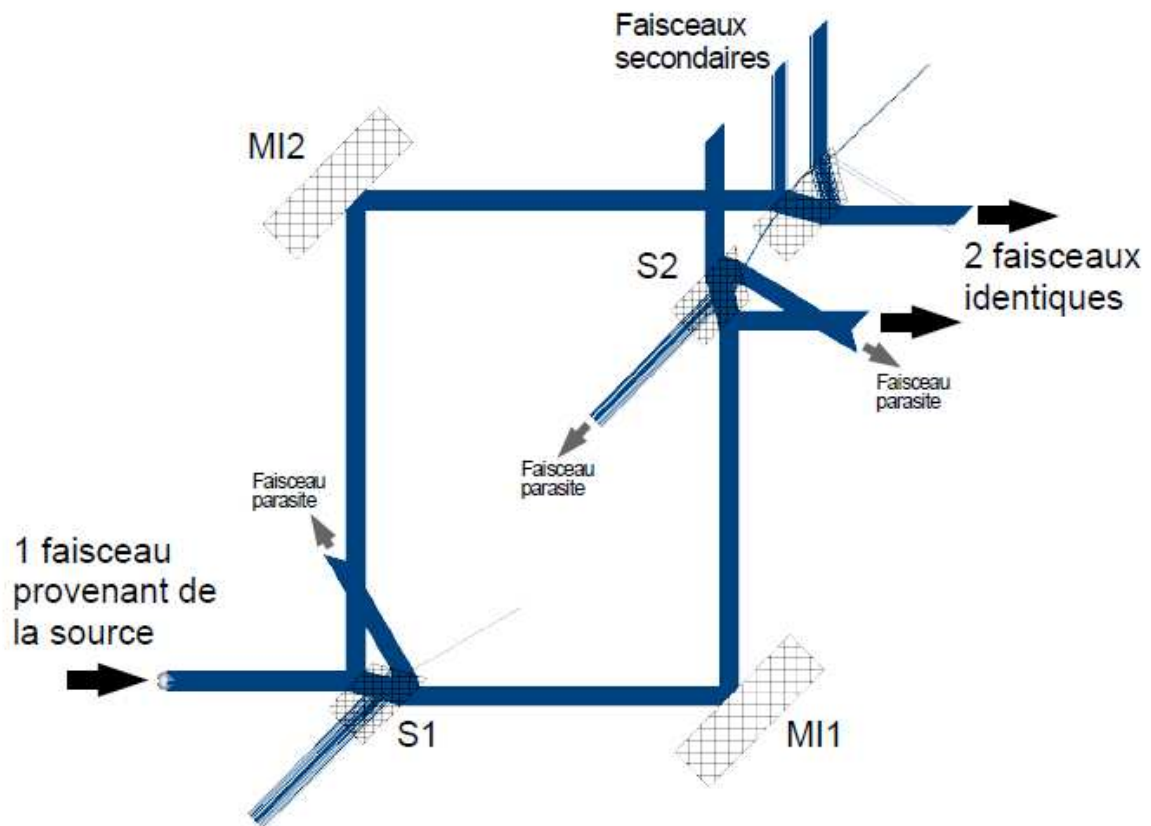 Faisceaux
secondaires
MI2
S2
2 faisceaux
identiques
Faisceau
parasite
Faisceau
parasite
Faisceau
parasite
1 faisceau
provenant de
la source
S1
MI1